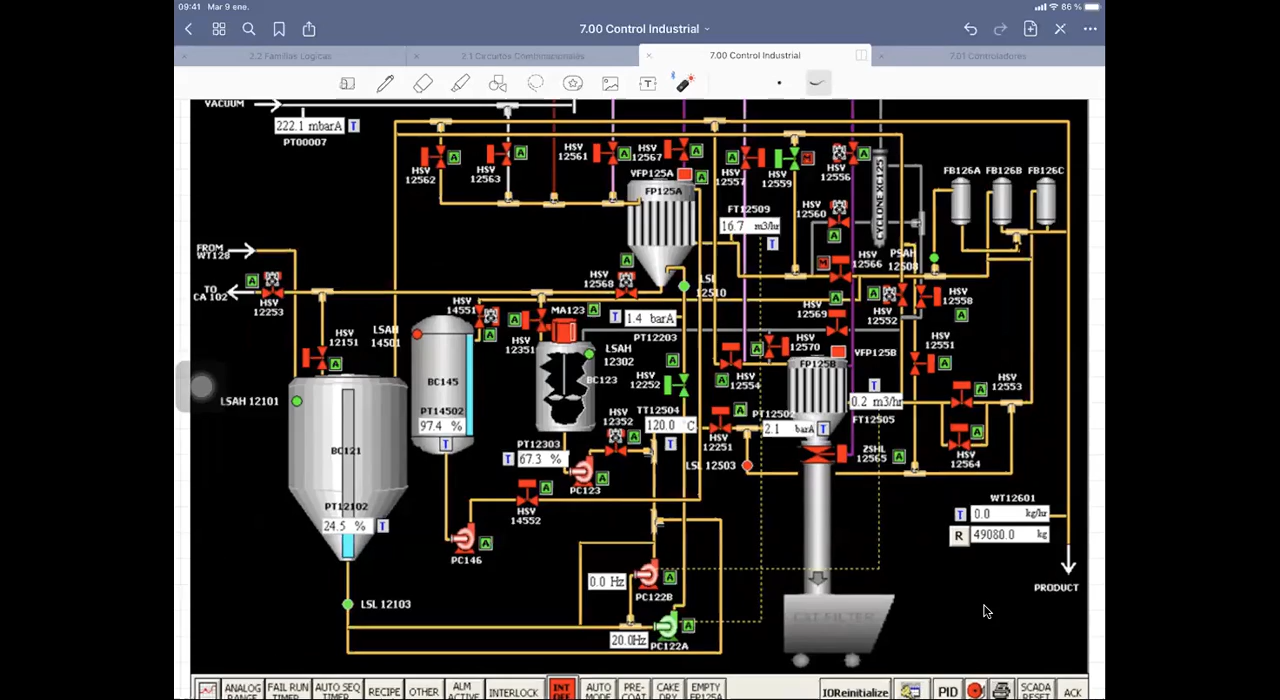 09:41 Mar 9 ene.
86 %
7.00 Control Industrial
2.2 Familias Logicas
2.1 Circuitos Combinacionales
7.00 Control Industrial
7.01 Controladores
VACUUM
222.1 mbarA T
PT00007
HSV 12562 A
HSV 12563 A
HSV 12561 A
HSV 12567 A
VFP125A A
FP125A
HSV 12557 A
HSV 12559 M
HSV 12556 A
CYCLONE XC125
FB126A FB126B FB126C
FT12509
16.7 m3/hr T
HSV 12560 A
FROM WT128
TO CA 102
A HSV 12253
HSV 12568 A
LSL 12510
M HSV 12566
PSAH 12508
HSV 12569 A
A HSV 12552
HSV 12558 A
HSV 12151 A
LSAH 14501
HSV 14551 A
A HSV 12351
MA123 A
T 1.4 barA
PT12203
LSAH 12302
BC123
HSV 12252 A
A HSV 12570
HSV 12554 A
VFP125B
FP125B
HSV 12551 A
HSV 12553 A
LSAH 12101
BC145
PT14502
97.4 % T
BC121
PT12102
24.5 % T
HSV 12352 A
TT12504
120.0 C T
HSV 12251 A
PT12502
2.1 barA T
T
0.2 m3/hr
FT12505
HSV 12564 A
PT12303
T 67.3 %
PC123 A
LSL 12503
ZSHL 12565 A
HSV 14552 A
PC146 A
WT12601
T 0.0 kg/hr
R 49080.0 kg
PRODUCT
0.0 Hz
PC122B A
LSL 12103
20.0Hz
PC122A A
CAT FILTER
ANALOG RANGE
FAIL RUN TIMER
AUTO SEQ TIMER
RECIPE
OTHER
ALM ACTIVE
INTERLOCK
INT OFF
AUTO MODE
PRE-COAT
CAKE DRY
EMPTY FP125A
IOReinitialize
PID
SCADA RESET
ACK